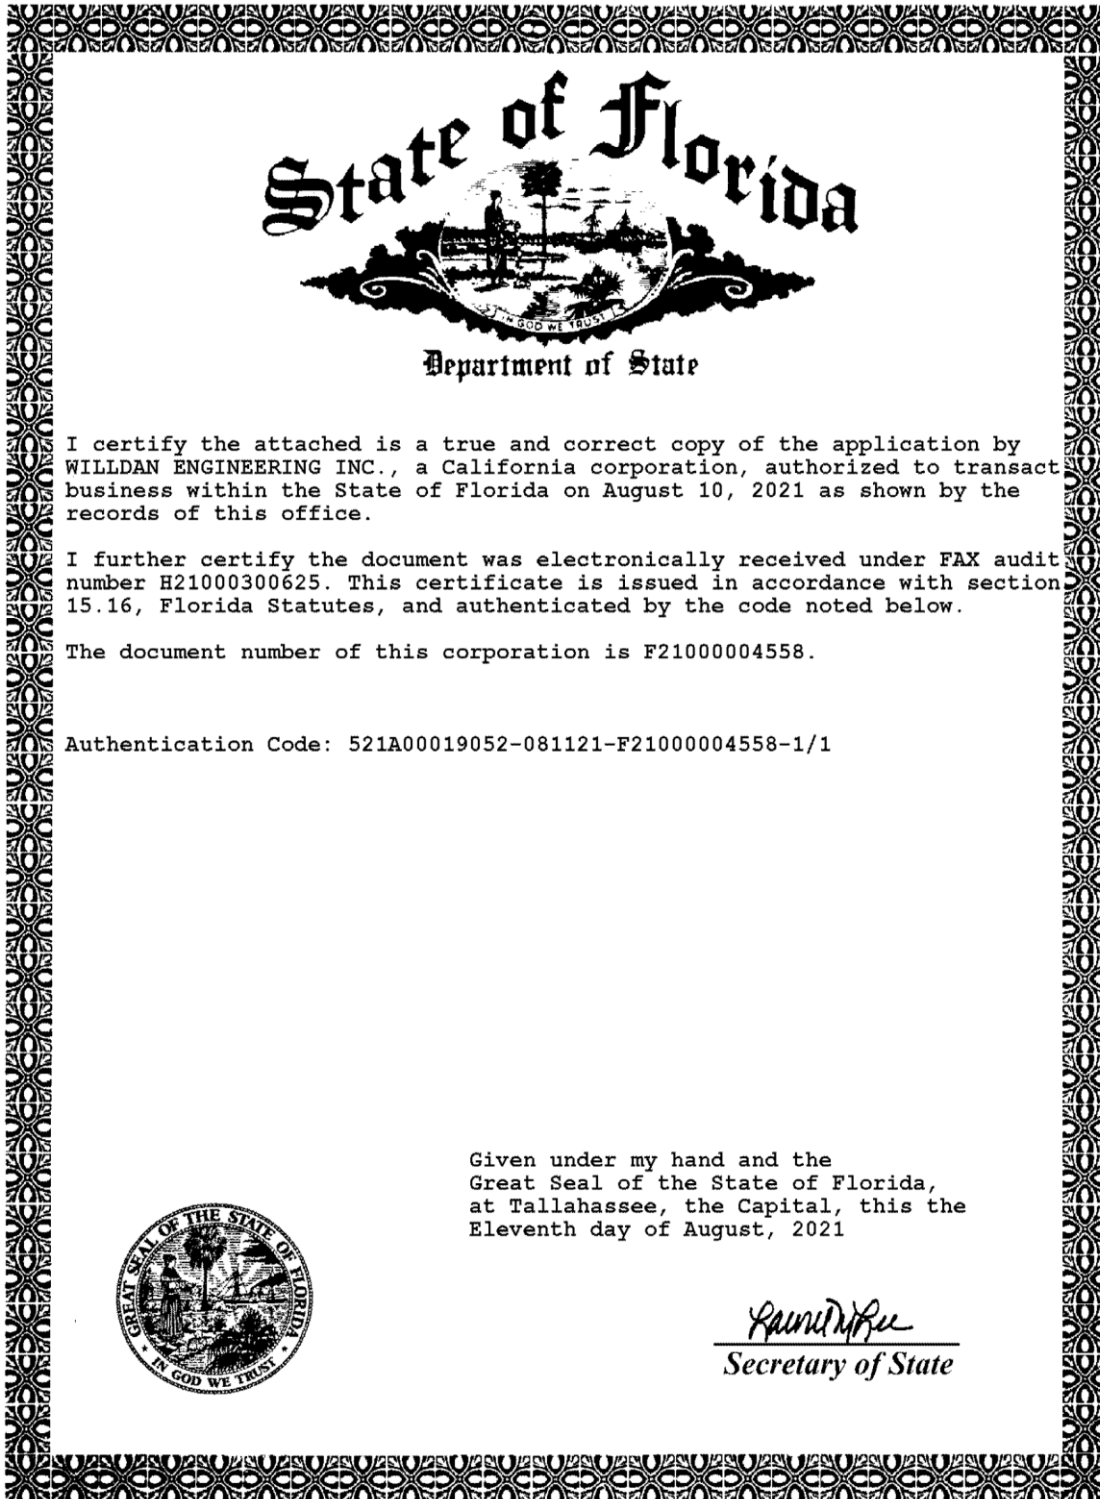 State of Florida
IN GOD WE TRUST
Department of State
I certify the attached is a true and correct copy of the application by
WILLDAN ENGINEERING INC., a California corporation, authorized to transact
business within the State of Florida on August 10, 2021 as shown by the
records of this office.
I further certify the document was electronically received under FAX audit
number H21000300625. This certificate is issued in accordance with section
15.16, Florida Statutes, and authenticated by the code noted below.
The document number of this corporation is F21000004558.
Authentication Code: 521A00019052-081121-F21000004558-1/1
Given under my hand and the
Great Seal of the State of Florida,
at Tallahassee, the Capital, this the
Eleventh day of August, 2021
GREAT SEAL OF THE STATE OF FLORIDA
IN GOD WE TRUST
Secretary of State